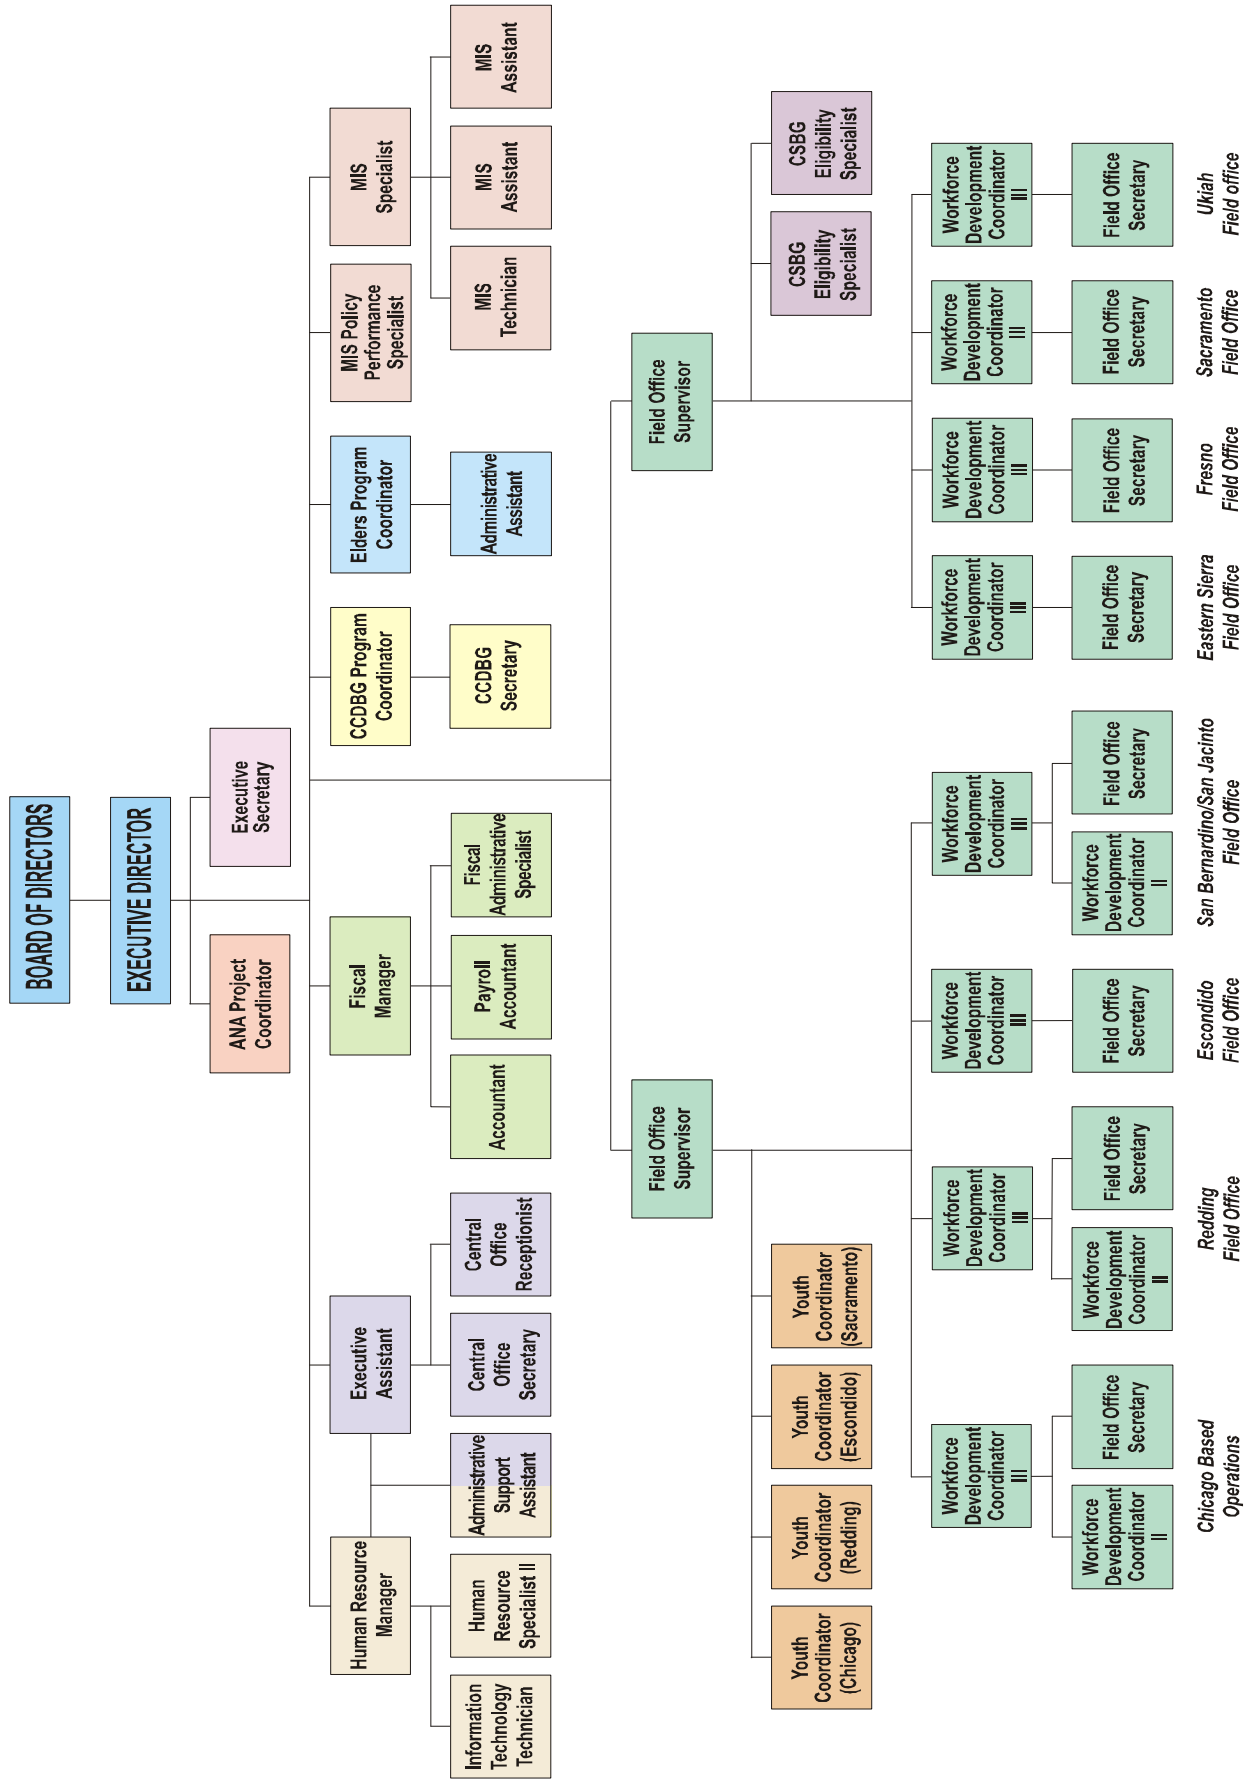 BOARD OF DIRECTORS
EXECUTIVE DIRECTOR
ANA Project
Coordinator
Executive
Secretary
Human Resource
Manager
Executive
Assistant
Fiscal
Manager
CCDBG Program
Coordinator
Elders Program
Coordinator
MIS Policy
Performance
Specialist
MIS
Specialist
Information
Technology
Technician
Human
Resource
Specialist II
Administrative
Support
Assistant
Central
Office
Secretary
Central
Office
Receptionist
Accountant
Payroll
Accountant
Fiscal
Administrative
Specialist
CCDBG
Secretary
Administrative
Assistant
MIS
Technician
MIS
Assistant
MIS
Assistant
Field Office
Supervisor
Field Office
Supervisor
Youth
Coordinator
(Chicago)
Youth
Coordinator
(Redding)
Youth
Coordinator
(Escondido)
Youth
Coordinator
(Sacramento)
CSBG
Eligibility
Specialist
CSBG
Eligibility
Specialist
Workforce
Development
Coordinator
III
Workforce
Development
Coordinator
III
Workforce
Development
Coordinator
III
Workforce
Development
Coordinator
III
Workforce
Development
Coordinator
III
Workforce
Development
Coordinator
III
Workforce
Development
Coordinator
III
Workforce
Development
Coordinator
III
Workforce
Development
Coordinator
II
Field Office
Secretary
Workforce
Development
Coordinator
II
Field Office
Secretary
Field Office
Secretary
Workforce
Development
Coordinator
II
Field Office
Secretary
Field Office
Secretary
Field Office
Secretary
Field Office
Secretary
Field Office
Secretary
Chicago Based
Operations
Redding
Field Office
Escondido
Field Office
San Bernardino/San Jacinto
Field Office
Eastern Sierra
Field Office
Fresno
Field Office
Sacramento
Field Office
Ukiah
Field office